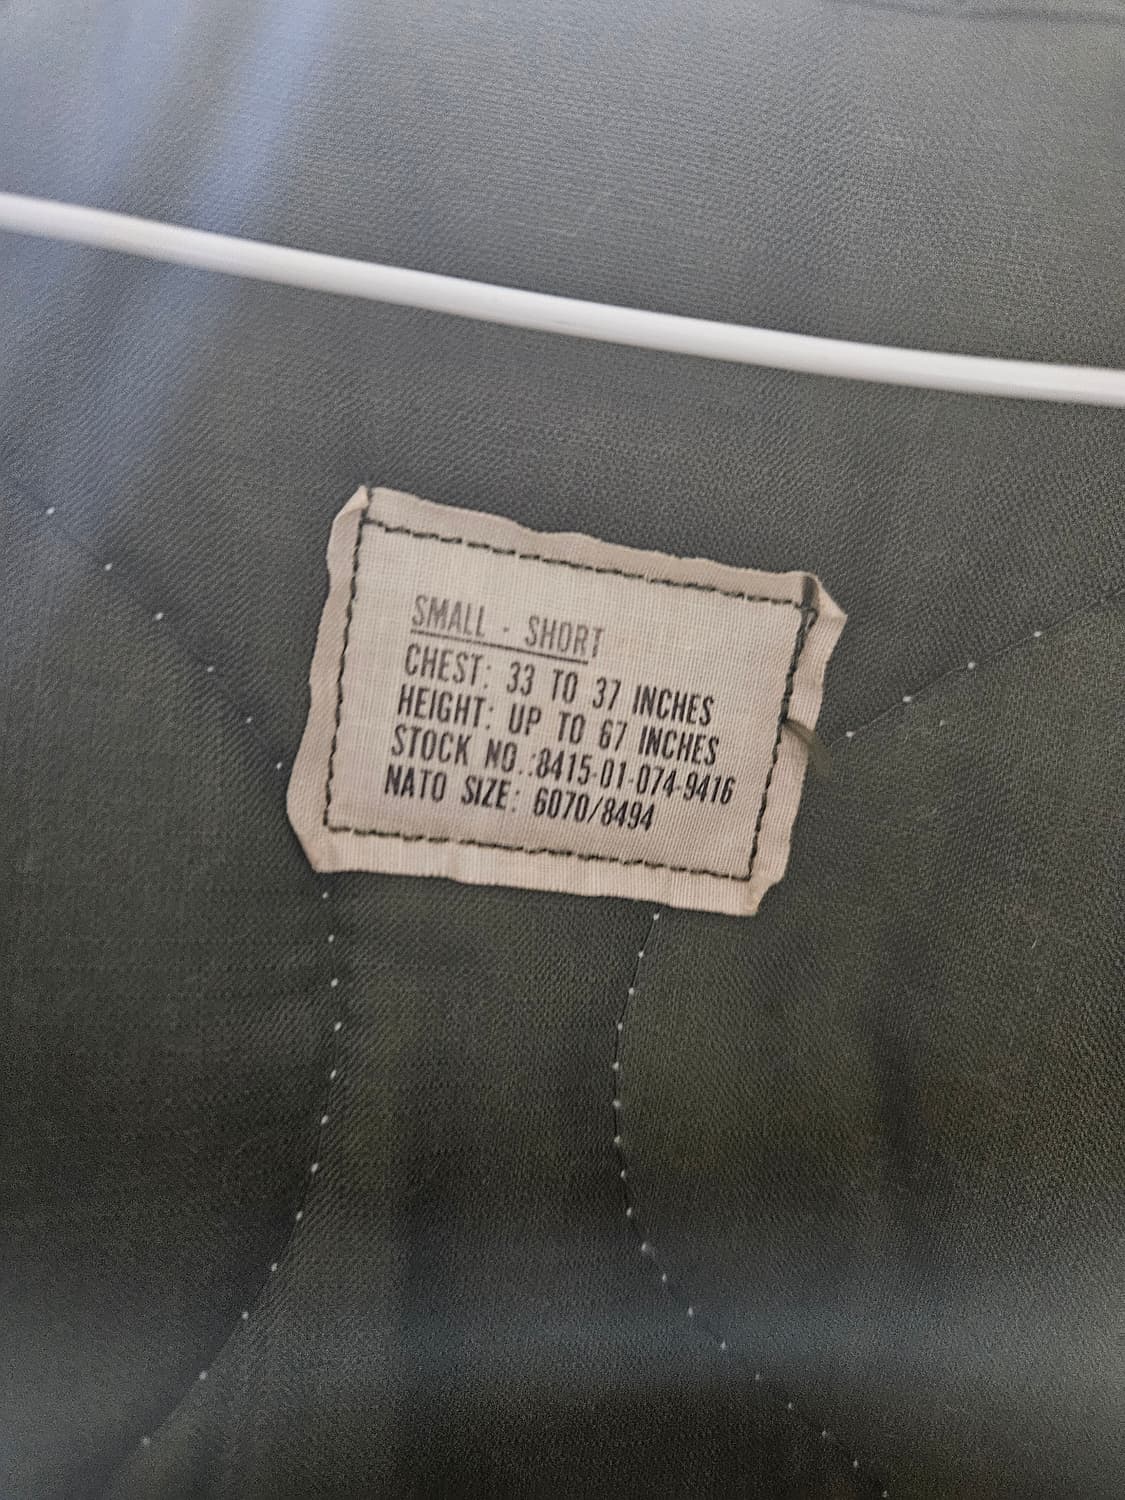 SMALL - SHORT
CHEST: 33 TO 37 INCHES
HEIGHT: UP TO 67 INCHES
STOCK NO.:8415-01-074-9416
NATO SIZE: 6070/8494